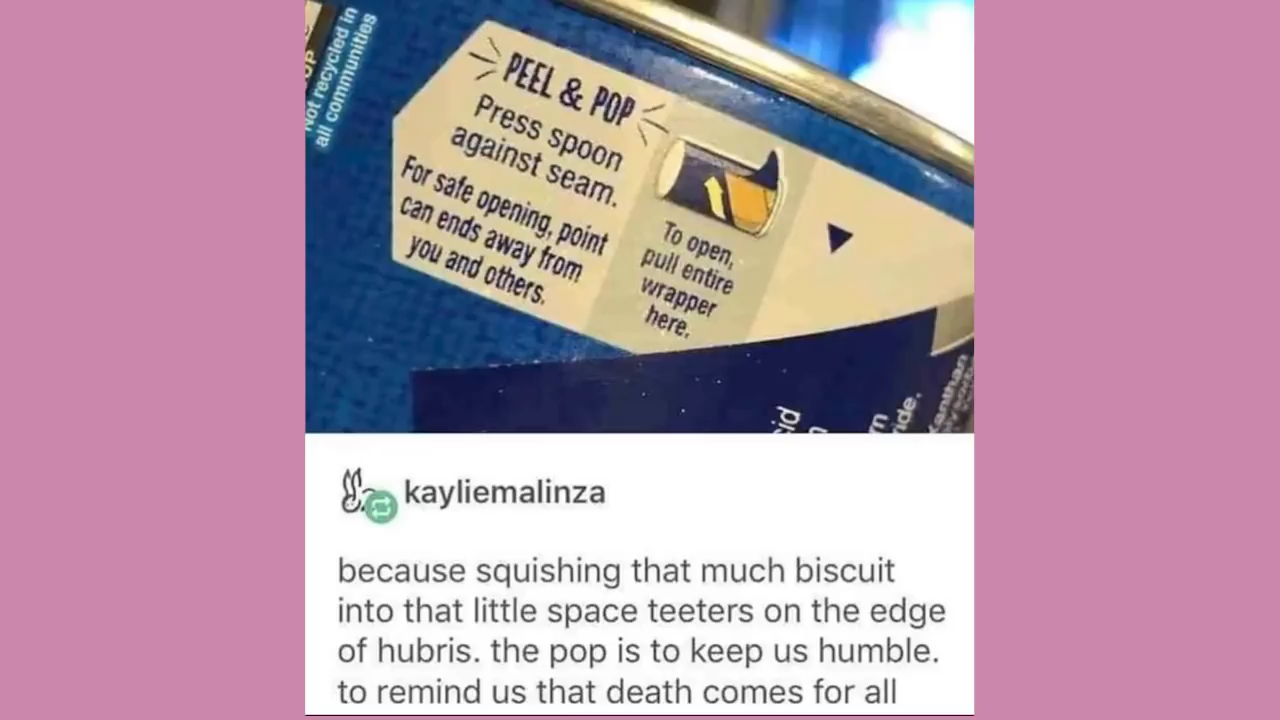 Not recycled in
all communities
PEEL & POP
Press spoon
against seam.
For safe opening, point
can ends away from
you and others.
To open,
pull entire
wrapper
here.
ide.
kayliemalinza
because squishing that much biscuit
into that little space teeters on the edge
of hubris. the pop is to keep us humble.
to remind us that death comes for all